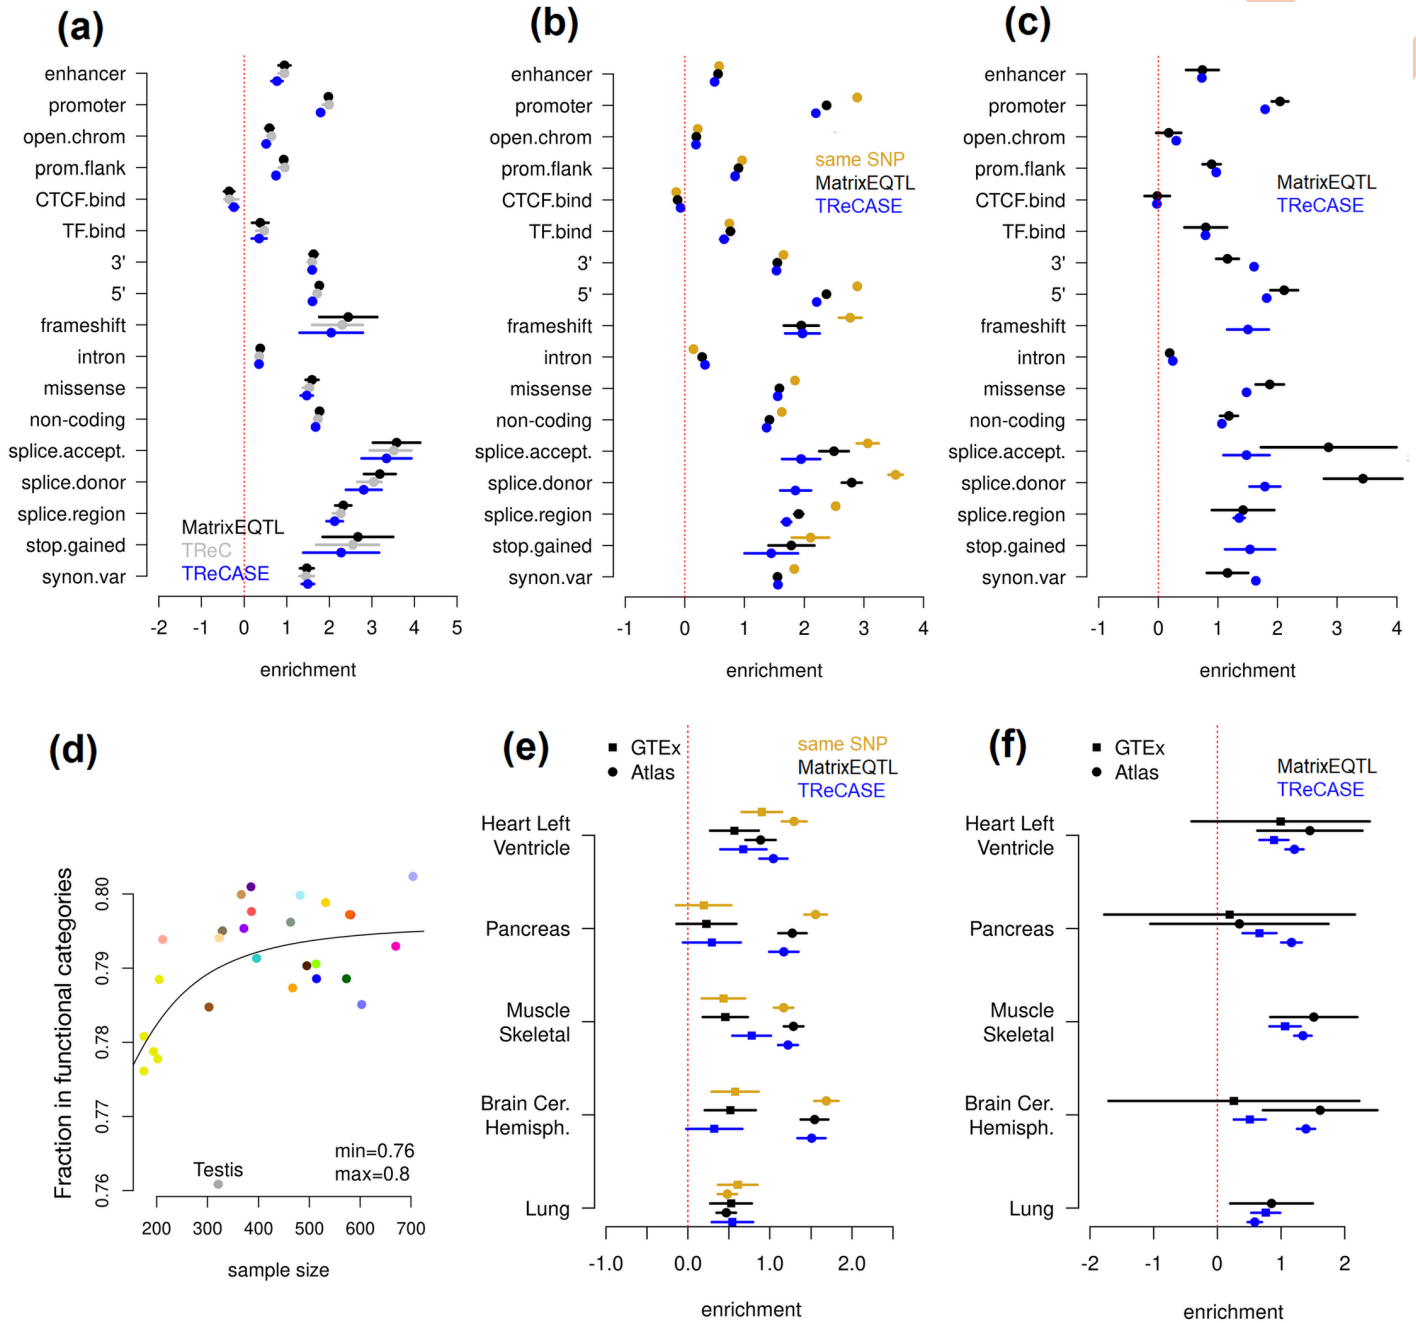 (a)
enhancer
promoter
open.chrom
prom.flank
CTCF.bind
TF.bind
3'
5'
frameshift
intron
missense
non-coding
splice.accept.
splice.donor
splice.region
stop.gained
synon.var
MatrixEQTL
TReC
TReCASE
-2 -1 0 1 2 3 4 5
enrichment
(b)
enhancer
promoter
open.chrom
prom.flank
CTCF.bind
TF.bind
3'
5'
frameshift
intron
missense
non-coding
splice.accept.
splice.donor
splice.region
stop.gained
synon.var
same SNP
MatrixEQTL
TReCASE
-1 0 1 2 3 4
enrichment
(c)
enhancer
promoter
open.chrom
prom.flank
CTCF.bind
TF.bind
3'
5'
frameshift
intron
missense
non-coding
splice.accept.
splice.donor
splice.region
stop.gained
synon.var
MatrixEQTL
TReCASE
-1 0 1 2 3 4
enrichment
(d)
Fraction in functional categories
0.80
0.79
0.78
0.77
0.76
Testis
min=0.76
max=0.8
200 300 400 500 600 700
sample size
(e)
GTEx
Atlas
same SNP
MatrixEQTL
TReCASE
Heart Left
Ventricle
Pancreas
Muscle
Skeletal
Brain Cer.
Hemisph.
Lung
-1.0 0.0 1.0 2.0
enrichment
(f)
GTEx
Atlas
MatrixEQTL
TReCASE
Heart Left
Ventricle
Pancreas
Muscle
Skeletal
Brain Cer.
Hemisph.
Lung
-2 -1 0 1 2
enrichment